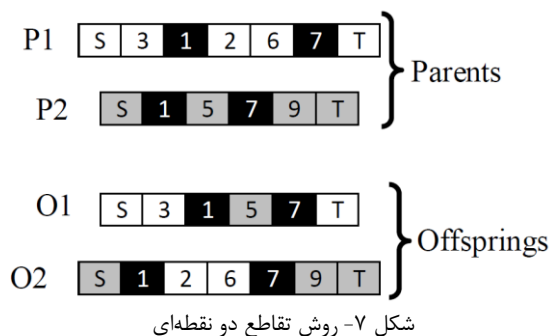 P1 S 3 1 2 6 7 T
Parents
P2 S 1 5 7 9 T
O1 S 3 1 5 7 T
Offsprings
O2 S 1 2 6 7 9 T
شکل ۷- روش تقاطع دو نقطه‌ای